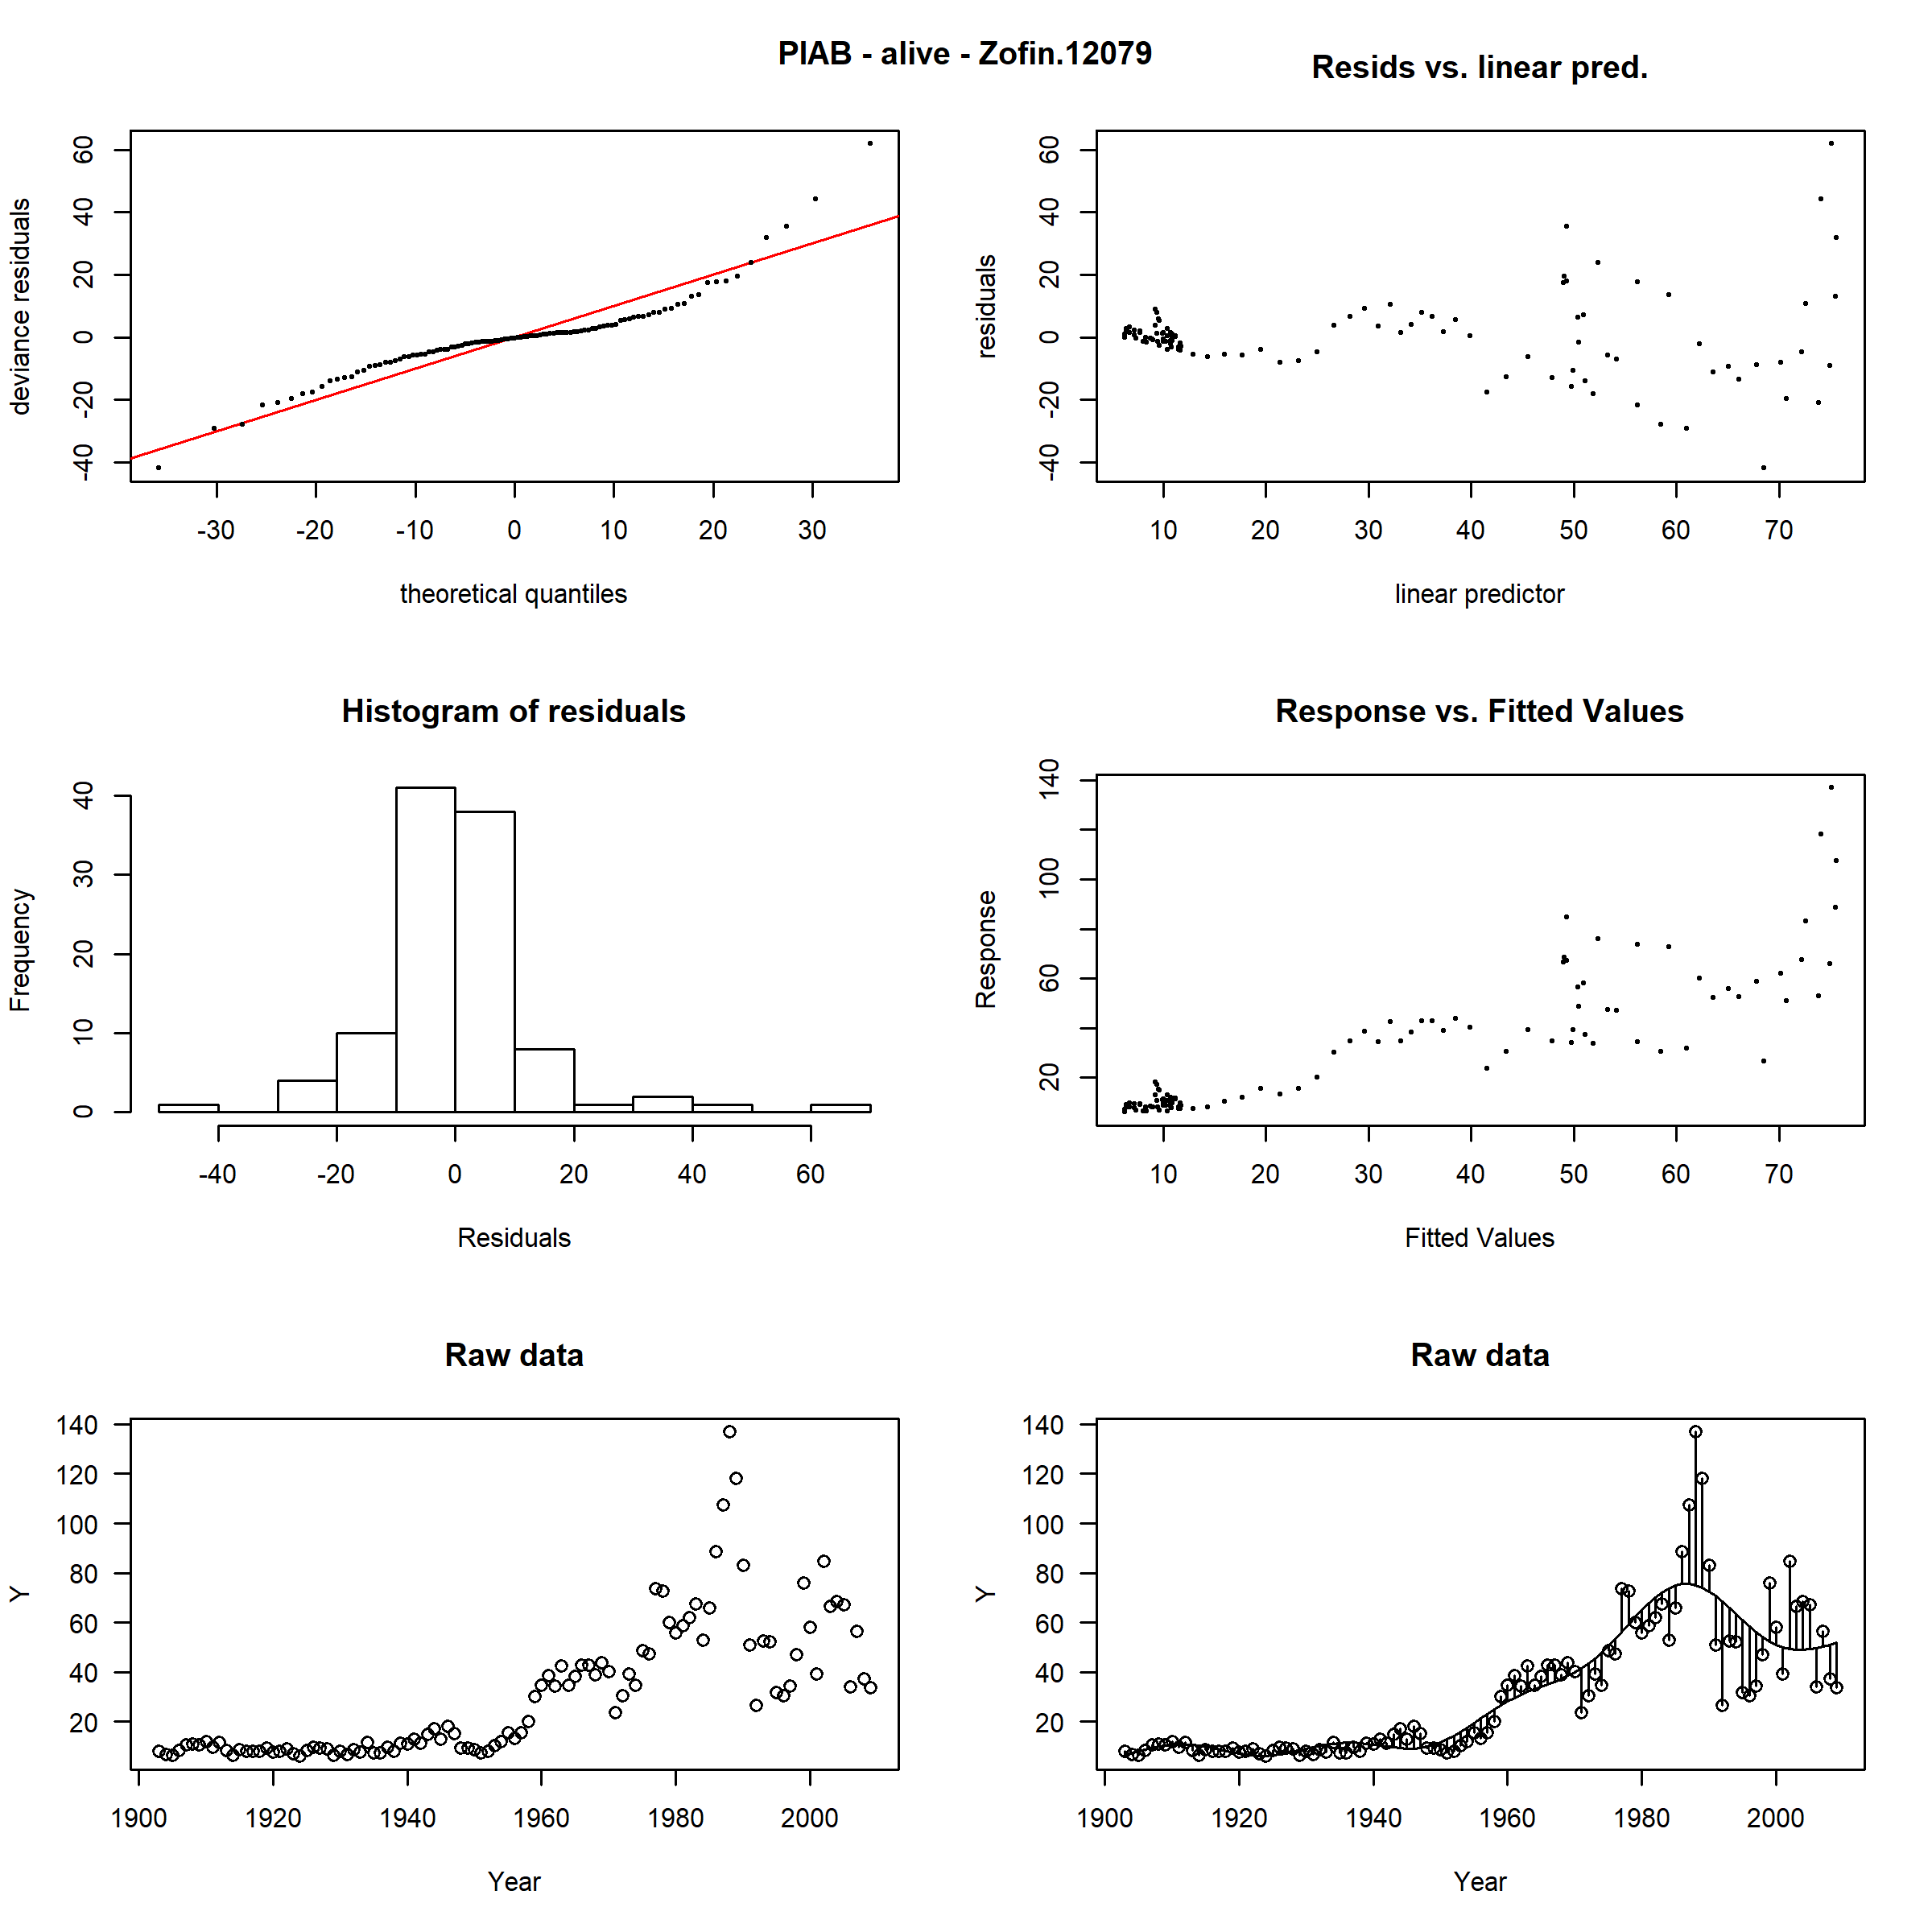 PIAB - alive - Zofin.12079
Resids vs. linear pred.
deviance residuals
-40 -20 0 20 40 60
-30 -20 -10 0 10 20 30
theoretical quantiles
residuals
-40 -20 0 20 40 60
10 20 30 40 50 60 70
linear predictor
Histogram of residuals
Frequency
0 10 20 30 40
-40 -20 0 20 40 60
Residuals
Response vs. Fitted Values
Response
20 60 100 140
10 20 30 40 50 60 70
Fitted Values
Raw data
Y
140
120
100
80
60
40
20
1900 1920 1940 1960 1980 2000
Year
Raw data
Y
140
120
100
80
60
40
20
1900 1920 1940 1960 1980 2000
Year